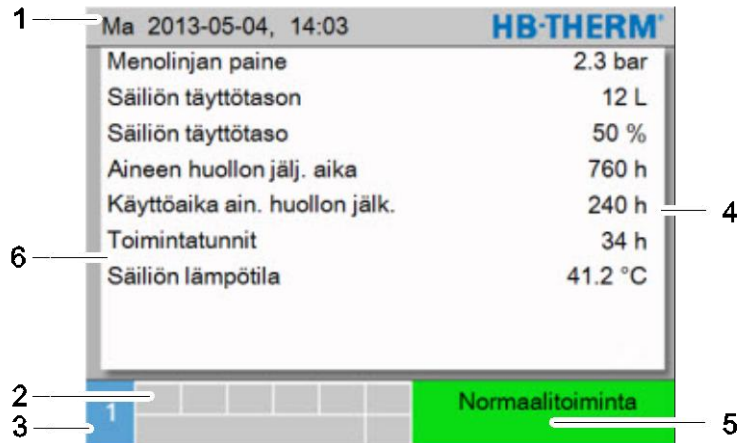 1
Ma 2013-05-04, 14:03 HB-THERM®
Menolinjan paine 2.3 bar
Säiliön täyttötason 12 L
Säiliön täyttötaso 50 %
Aineen huollon jälj. aika 760 h
Käyttöaika ain. huollon jälk. 240 h
4
Toimintatunnit 34 h
6
Säiliön lämpötila 41.2 °C
2
1
Normaalitoiminta
3
5